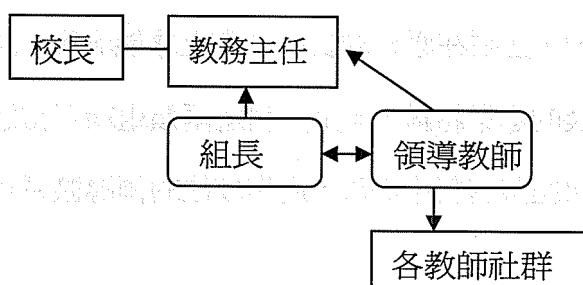 校長
教務主任
組長
領導教師
各教師社群